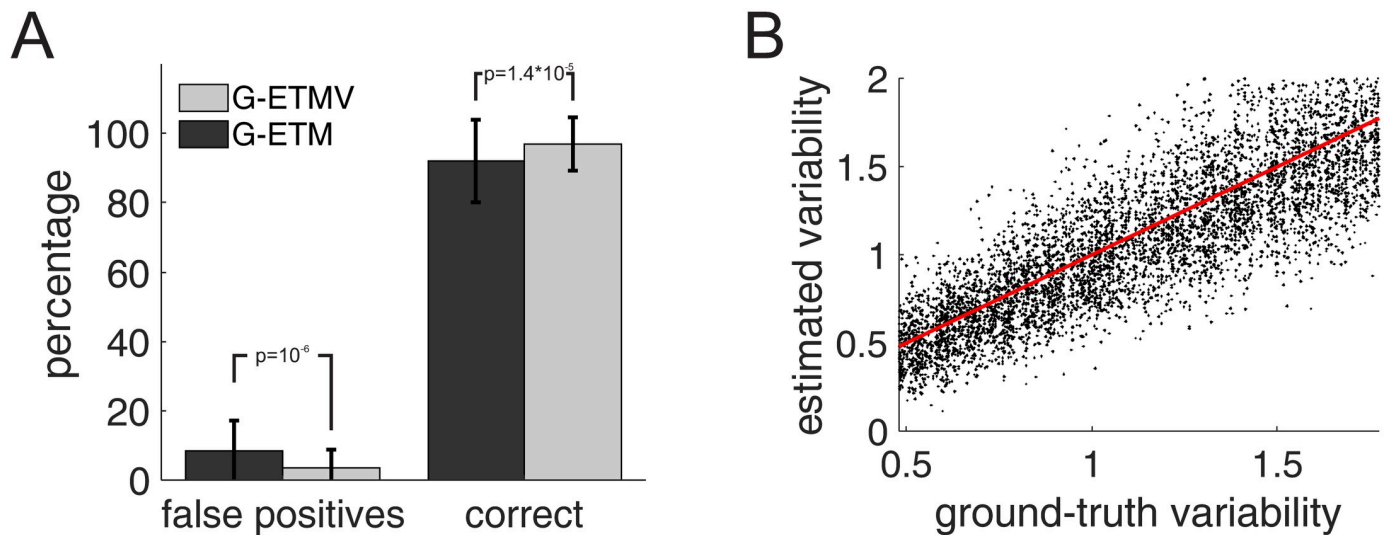 A
G-ETMV
G-ETM
p=1.4*10-5
p=10-6
percentage
100
80
60
40
20
0
false positives
correct
B
estimated variability
2
1.5
1
0.5
0
0.5
1
1.5
ground-truth variability